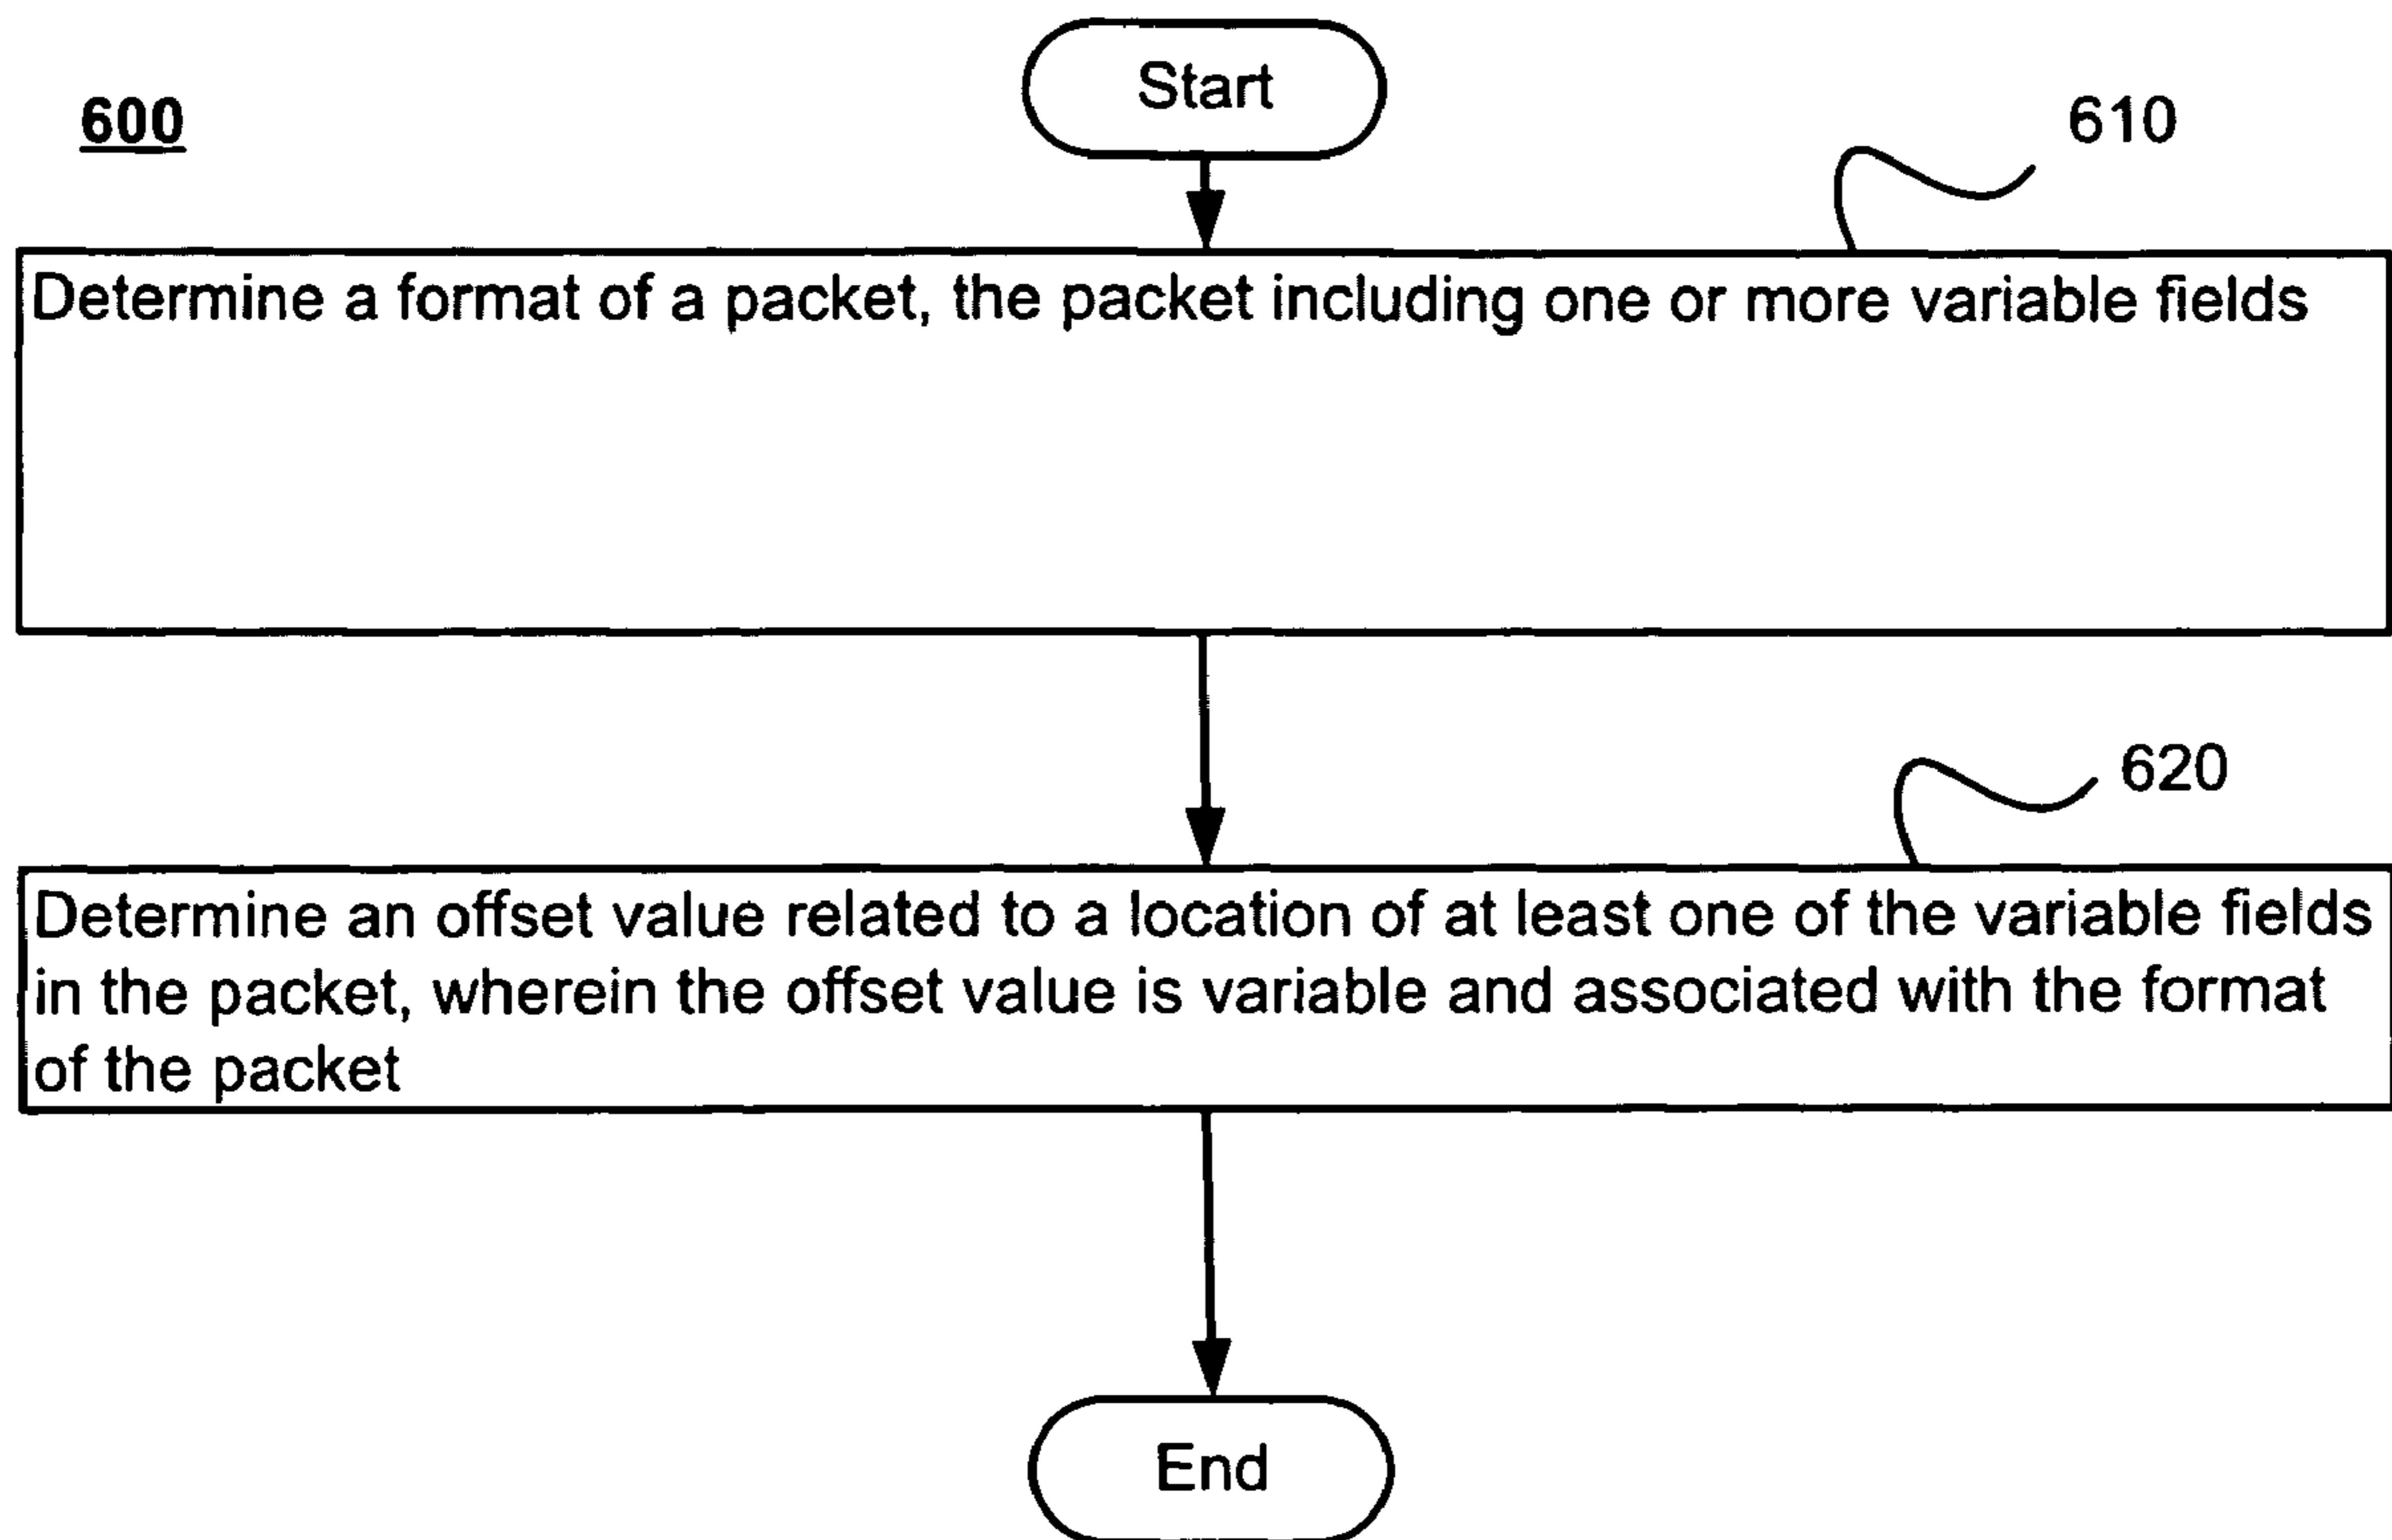 Start
600
610
Determine a format of a packet, the packet including one or more variable fields
620
Determine an offset value related to a location of at least one of the variable fields
in the packet, wherein the offset value is variable and associated with the format
of the packet
End